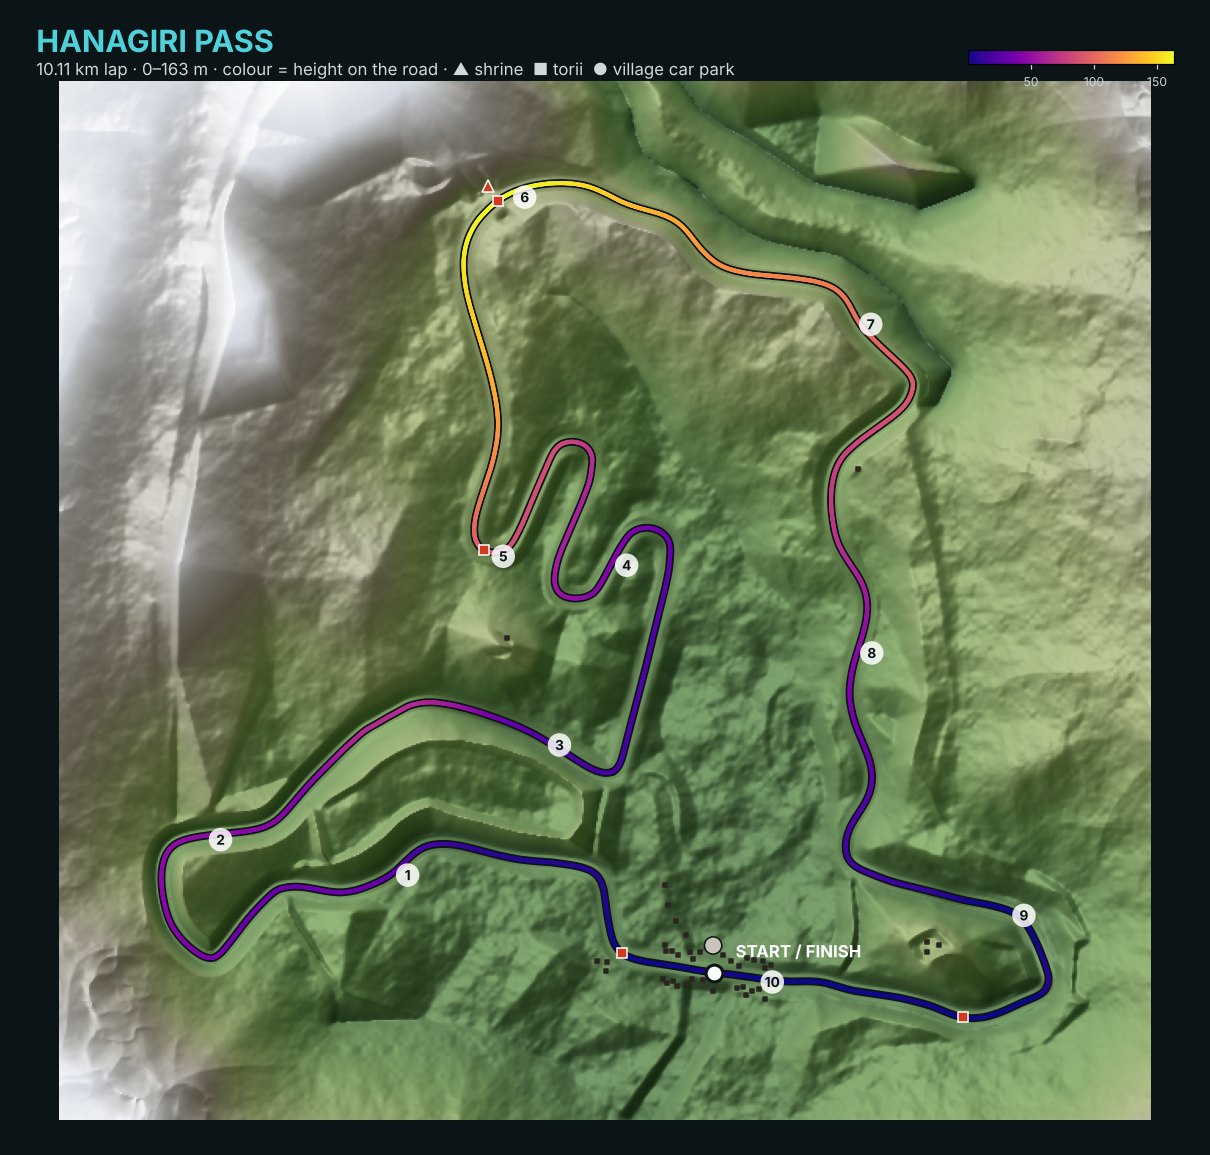 HANAGIRI PASS
10.11 km lap · 0–163 m · colour = height on the road · ▲ shrine ■ torii ● village car park
50 100 150
6
7
5
4
8
3
2
1
9
START / FINISH
10